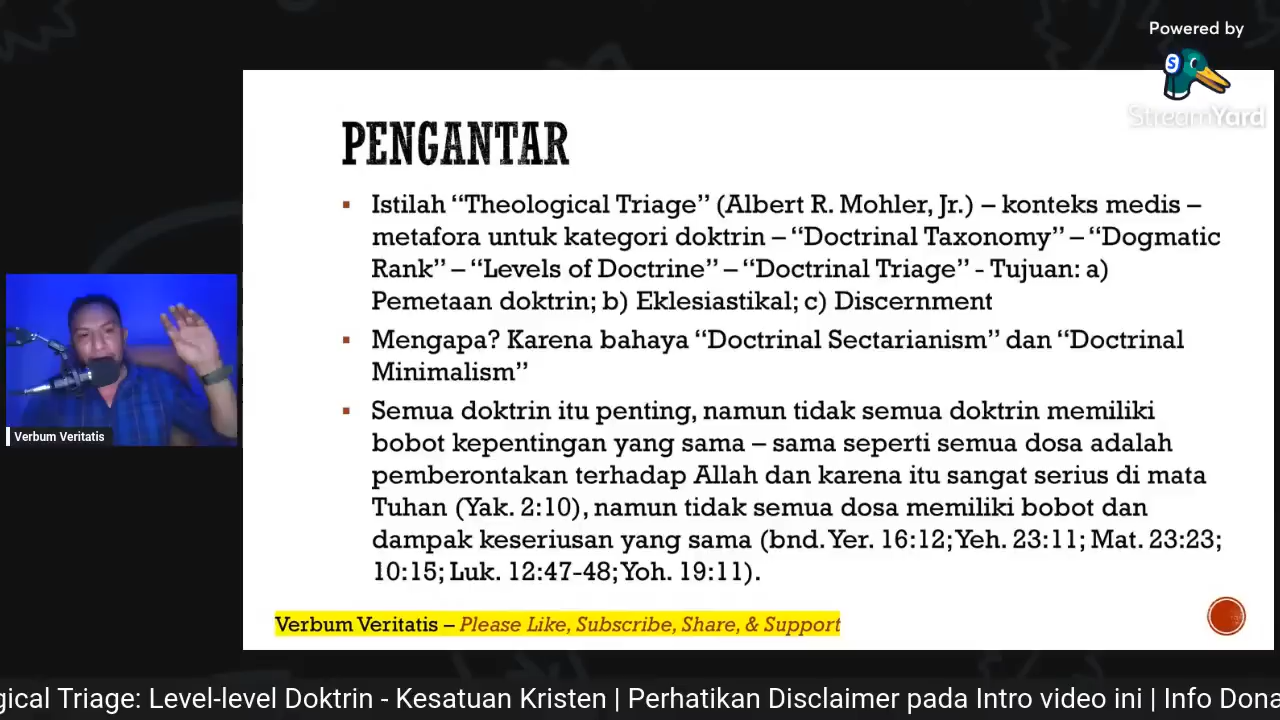 Powered by
StreamYard
PENGANTAR
▪ Istilah “Theological Triage” (Albert R. Mohler, Jr.) – konteks medis –
metafora untuk kategori doktrin – “Doctrinal Taxonomy” – “Dogmatic
Rank” – “Levels of Doctrine” – “Doctrinal Triage” - Tujuan: a)
Pemetaan doktrin; b) Eklesiastikal; c) Discernment
▪ Mengapa? Karena bahaya “Doctrinal Sectarianism” dan “Doctrinal
Minimalism”
▪ Semua doktrin itu penting, namun tidak semua doktrin memiliki
bobot kepentingan yang sama – sama seperti semua dosa adalah
pemberontakan terhadap Allah dan karena itu sangat serius di mata
Tuhan (Yak. 2:10), namun tidak semua dosa memiliki bobot dan
dampak keseriusan yang sama (bnd. Yer. 16:12; Yeh. 23:11; Mat. 23:23;
10:15; Luk. 12:47-48; Yoh. 19:11).
Verbum Veritatis
Verbum Veritatis – Please Like, Subscribe, Share, & Support
gical Triage: Level-level Doktrin - Kesatuan Kristen | Perhatikan Disclaimer pada Intro video ini | Info Dona